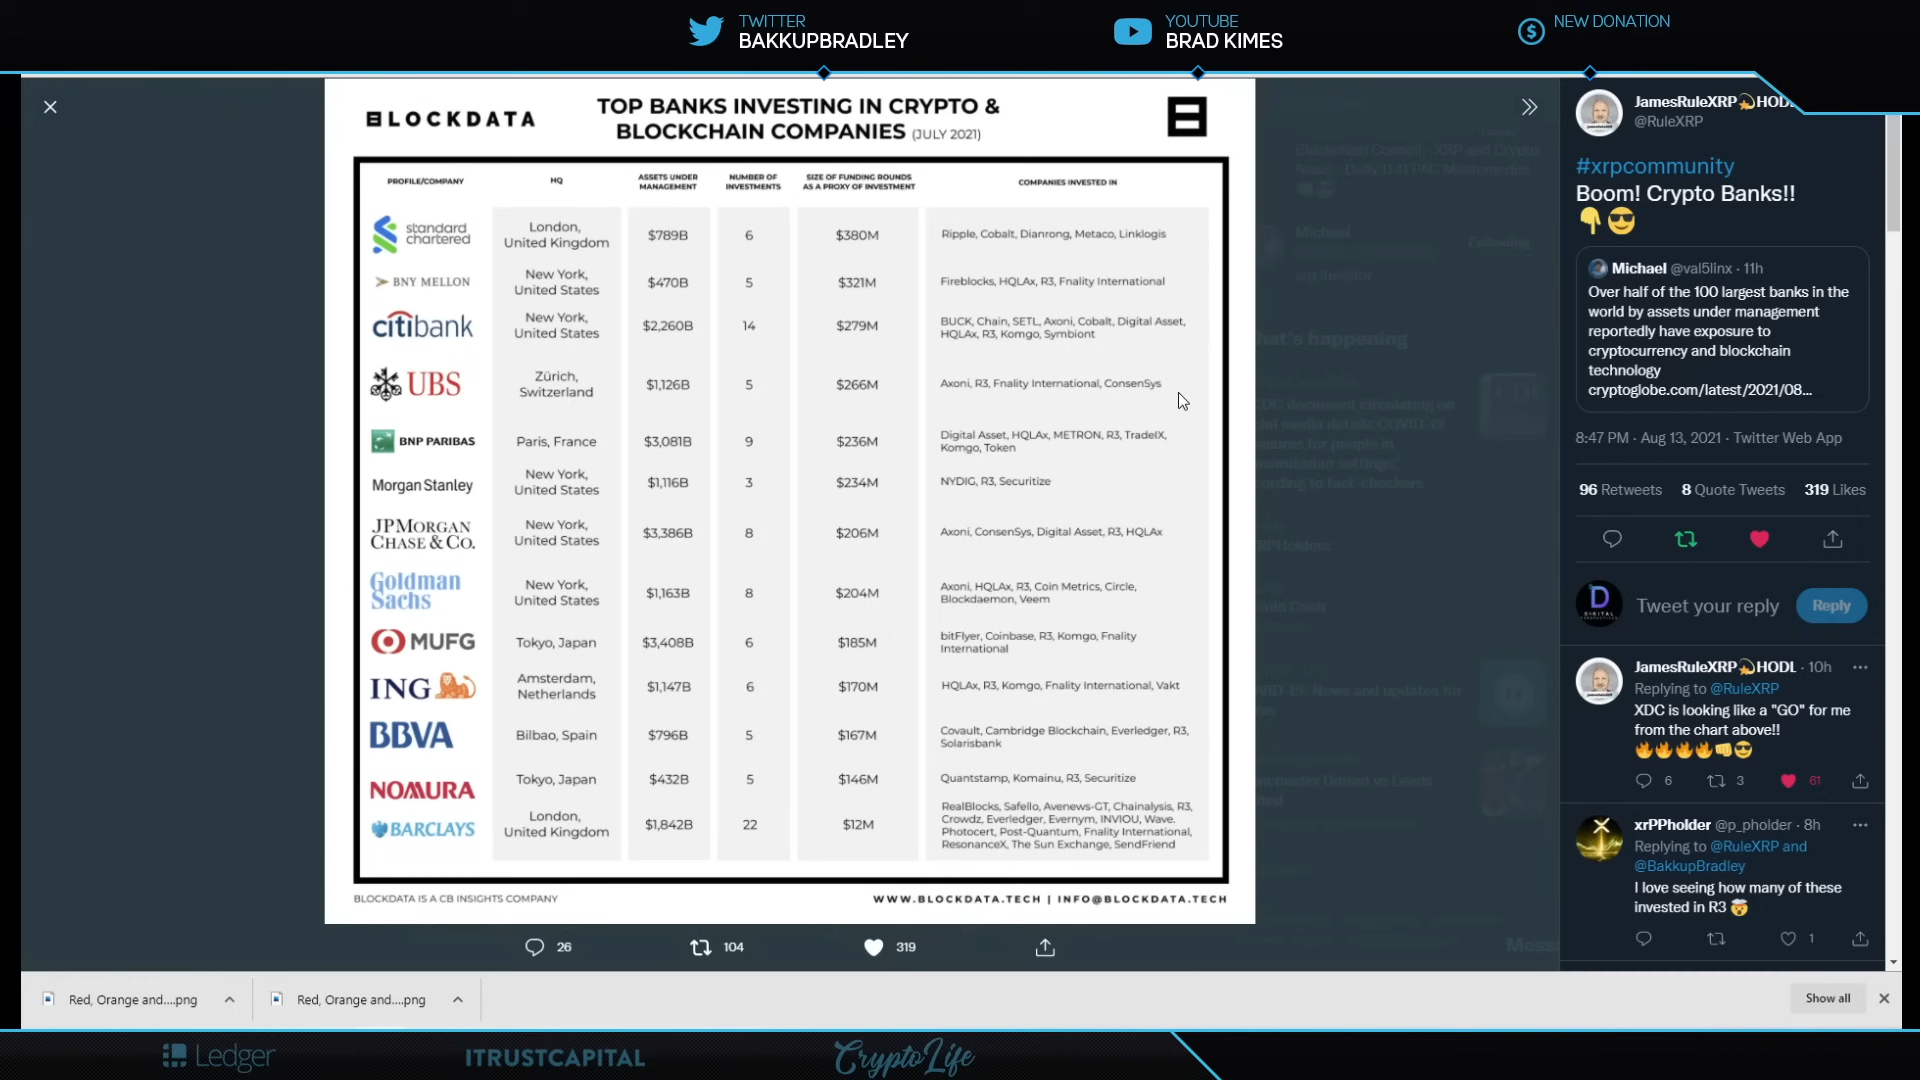 TWITTER
BAKKUPBRADLEY
YOUTUBE
BRAD KIMES
NEW DONATION
BLOCKDATA
TOP BANKS INVESTING IN CRYPTO &
BLOCKCHAIN COMPANIES (JULY 2021)
PROFILE/COMPANY
HQ
ASSETS UNDER
MANAGEMENT
NUMBER OF
INVESTMENTS
SIZE OF FUNDING ROUNDS
AS A PROXY OF INVESTMENT
COMPANIES INVESTED IN
standard
chartered
London,
United Kingdom
$789B
6
$380M
Ripple, Cobalt, Dianrong, Metaco, Linklogis
BNY MELLON
New York,
United States
$470B
5
$321M
Fireblocks, HQLAx, R3, Fnality International
citibank
New York,
United States
$2,260B
14
$279M
BUCK, Chain, SETL, Axoni, Cobalt, Digital Asset,
HQLAx, R3, Komgo, Symbiont
UBS
Zürich,
Switzerland
$1,126B
5
$266M
Axoni, R3, Fnality International, ConsenSys
BNP PARIBAS
Paris, France
$3,081B
9
$236M
Digital Asset, HQLAx, METRON, R3, TradeIX,
Komgo, Token
Morgan Stanley
New York,
United States
$1,116B
3
$234M
NYDIG, R3, Securitize
JPMORGAN
CHASE & CO.
New York,
United States
$3,386B
8
$206M
Axoni, ConsenSys, Digital Asset, R3, HQLAx
Goldman
Sachs
New York,
United States
$1,163B
8
$204M
Axoni, HQLAx, R3, Coin Metrics, Circle,
Blockdaemon, Veem
MUFG
Tokyo, Japan
$3,408B
6
$185M
bitFlyer, Coinbase, R3, Komgo, Fnality
International
ING
Amsterdam,
Netherlands
$1,147B
6
$170M
HQLAx, R3, Komgo, Fnality International, Vakt
BBVA
Bilbao, Spain
$796B
5
$167M
Covault, Cambridge Blockchain, Everledger, R3,
Solarisbank
NOMURA
Tokyo, Japan
$432B
5
$146M
Quantstamp, Komainu, R3, Securitize
BARCLAYS
London,
United Kingdom
$1,842B
22
$12M
RealBlocks, Safello, Avenews-GT, Chainalysis, R3,
Crowdz, Everledger, Evernym, INVIOU, Wave.
Photocert, Post-Quantum, Fnality International,
ResonanceX, The Sun Exchange, SendFriend
BLOCKDATA IS A CB INSIGHTS COMPANY
WWW.BLOCKDATA.TECH | INFO@BLOCKDATA.TECH
26
104
319
JamesRuleXRP💫HODL
@RuleXRP
#xrpcommunity
Boom! Crypto Banks!!
👇😎
Michael @val5linx · 11h
Over half of the 100 largest banks in the
world by assets under management
reportedly have exposure to
cryptocurrency and blockchain
technology
cryptoglobe.com/latest/2021/08...
8:47 PM · Aug 13, 2021 · Twitter Web App
96 Retweets 8 Quote Tweets 319 Likes
Tweet your reply
Reply
JamesRuleXRP💫HODL · 10h
Replying to @RuleXRP
XDC is looking like a "GO" for me
from the chart above!!
🔥🔥🔥🔥👊😎
6
3
61
xrPPholder @p_pholder · 8h
Replying to @RuleXRP and
@BakkupBradley
I love seeing how many of these
invested in R3 🤯
1
Red, Orange and....png
Red, Orange and....png
Show all
Ledger
ITRUSTCAPITAL
CryptoLife